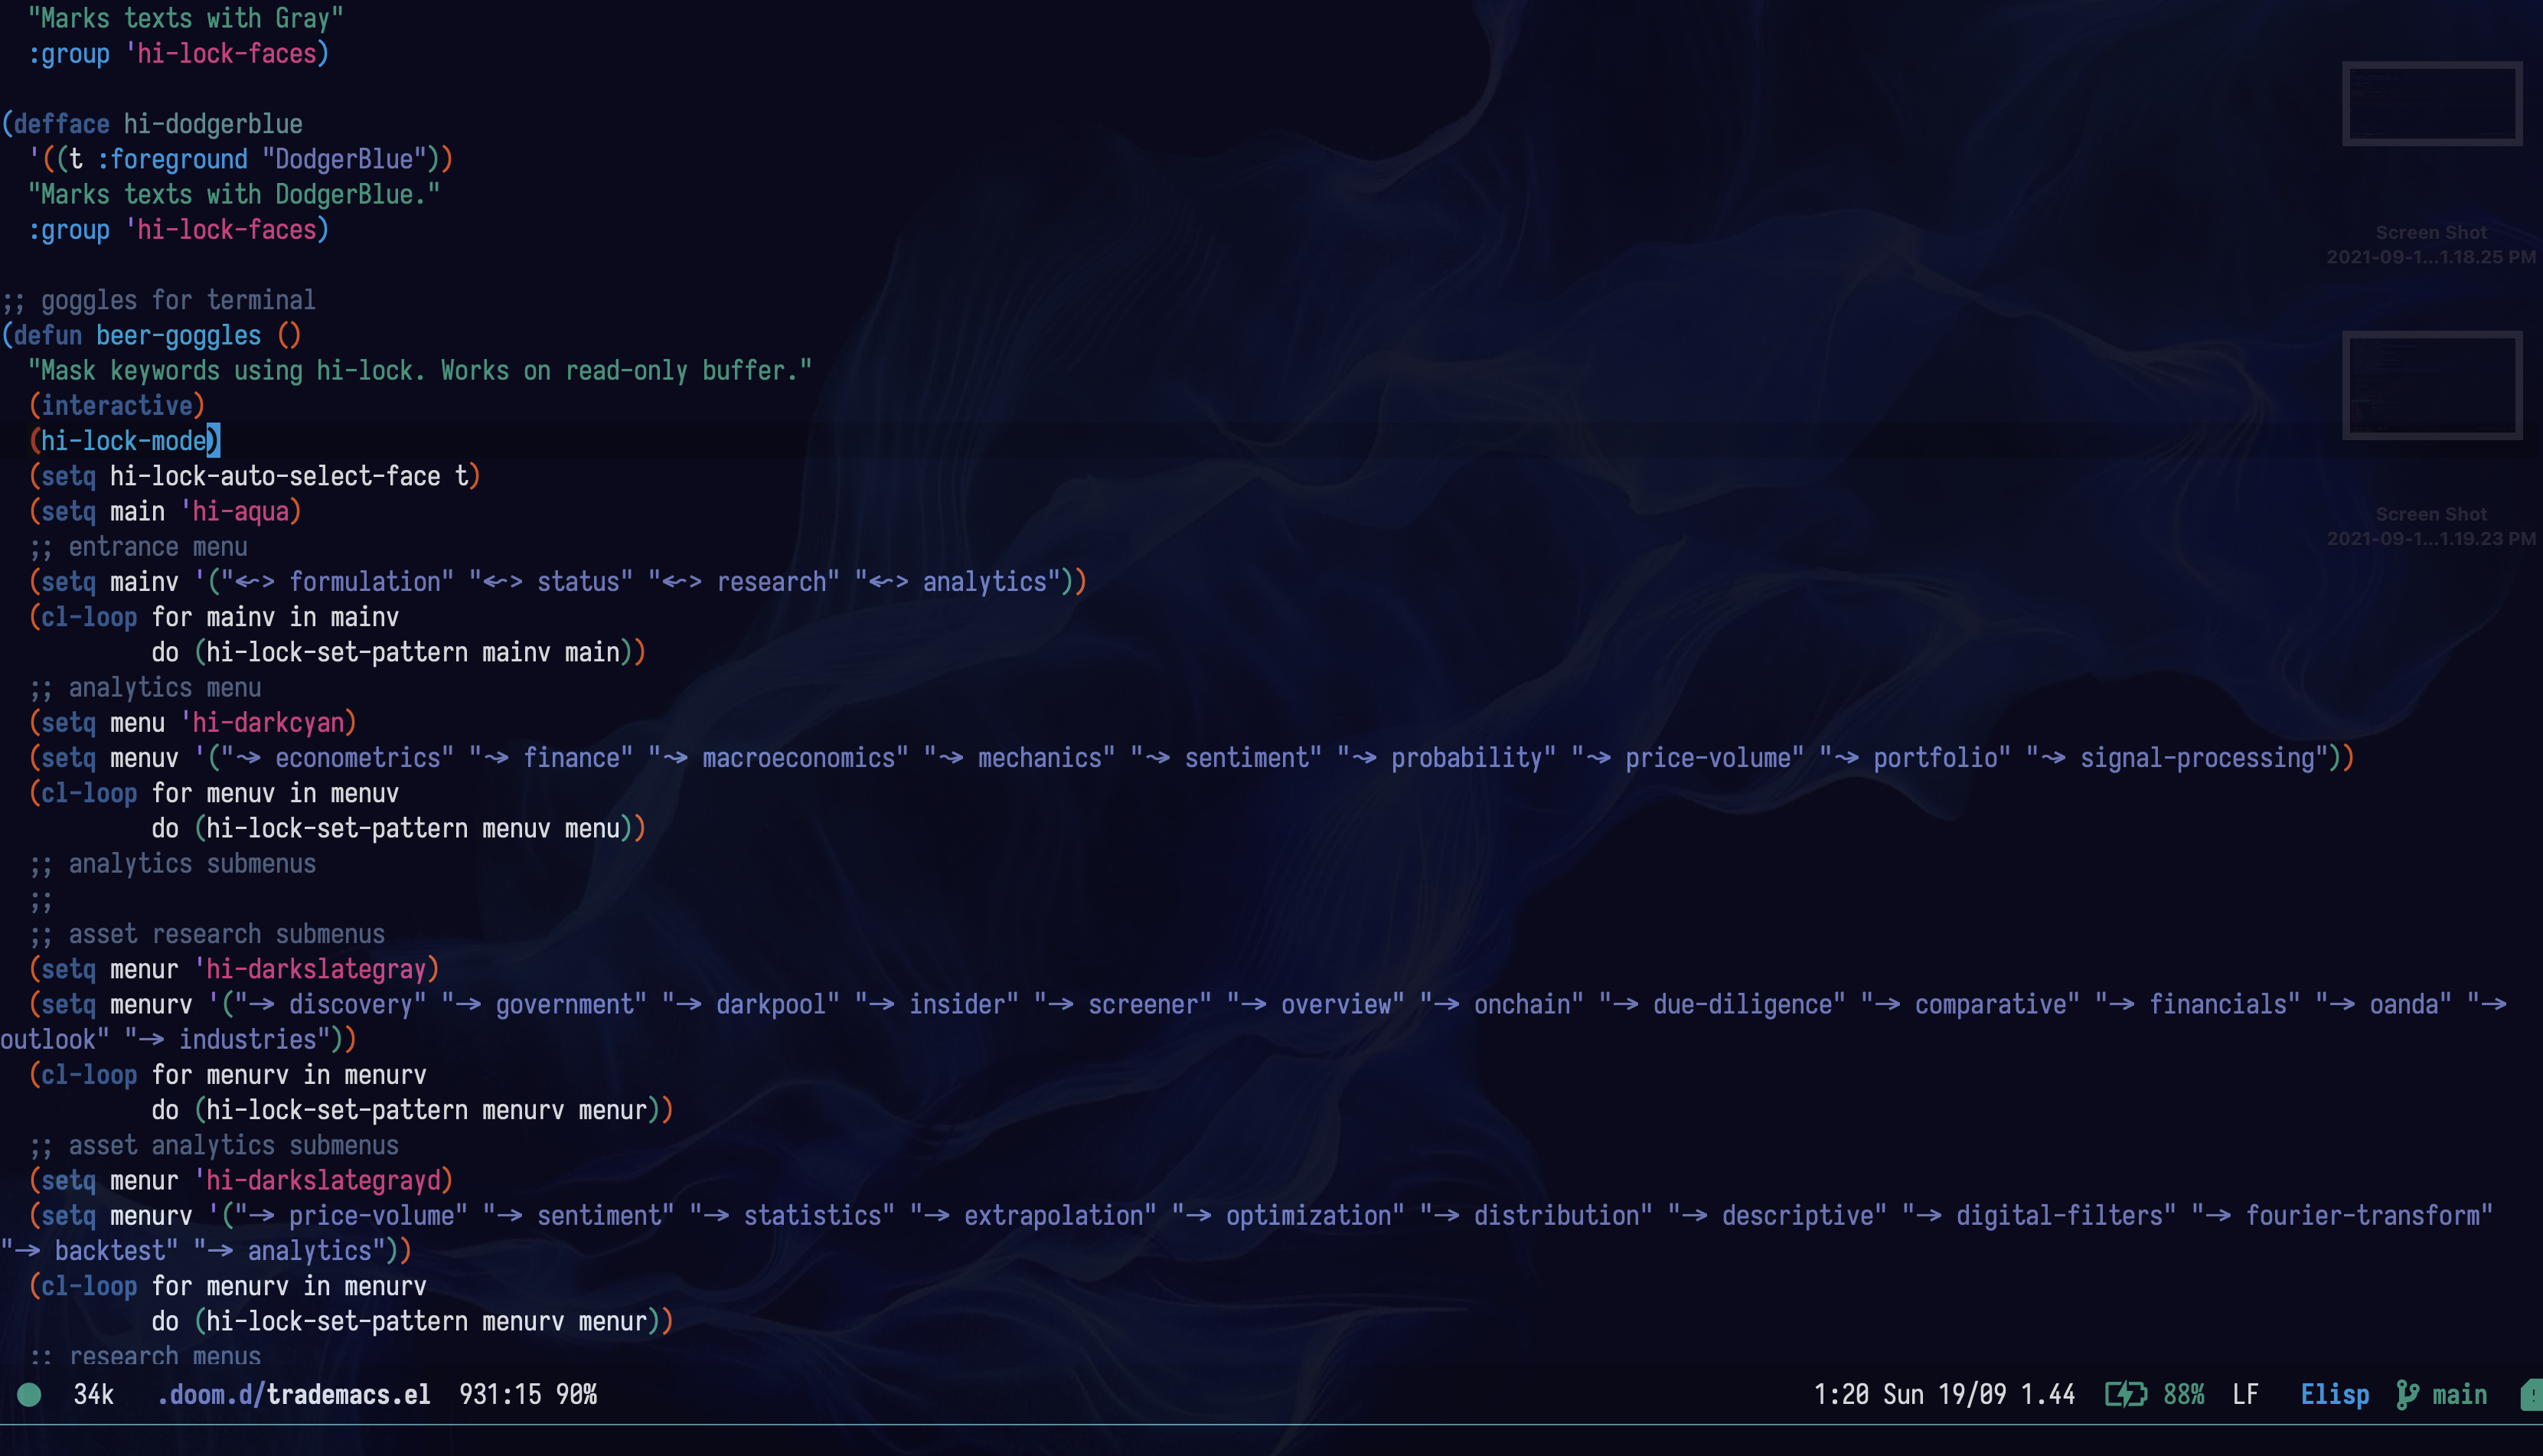 "Marks texts with Gray"
:group 'hi-lock-faces)
(defface hi-dodgerblue
'((t :foreground "DodgerBlue"))
"Marks texts with DodgerBlue."
:group 'hi-lock-faces)
;; goggles for terminal
(defun beer-goggles ()
"Mask keywords using hi-lock. Works on read-only buffer."
(interactive)
(hi-lock-mode)
(setq hi-lock-auto-select-face t)
(setq main 'hi-aqua)
;; entrance menu
(setq mainv '("<~> formulation" "<~> status" "<~> research" "<~> analytics"))
(cl-loop for mainv in mainv
do (hi-lock-set-pattern mainv main))
;; analytics menu
(setq menu 'hi-darkcyan)
(setq menuv '("~> econometrics" "~> finance" "~> macroeconomics" "~> mechanics" "~> sentiment" "~> probability" "~> price-volume" "~> portfolio" "~> signal-processing"))
(cl-loop for menuv in menuv
do (hi-lock-set-pattern menuv menu))
;; analytics submenus
;;
;; asset research submenus
(setq menur 'hi-darkslategray)
(setq menurv '("-> discovery" "-> government" "-> darkpool" "-> insider" "-> screener" "-> overview" "-> onchain" "-> due-diligence" "-> comparative" "-> financials" "-> oanda" "->
outlook" "-> industries"))
(cl-loop for menurv in menurv
do (hi-lock-set-pattern menurv menur))
;; asset analytics submenus
(setq menur 'hi-darkslategrayd)
(setq menurv '("-> price-volume" "-> sentiment" "-> statistics" "-> extrapolation" "-> optimization" "-> distribution" "-> descriptive" "-> digital-filters" "-> fourier-transform"
"-> backtest" "-> analytics"))
(cl-loop for menurv in menurv
do (hi-lock-set-pattern menurv menur))
;; research menus
34k .doom.d/trademacs.el 931:15 90% 1:20 Sun 19/09 1.44 88% LF Elisp main
Screen Shot
2021-09-1...1.18.25 PM
Screen Shot
2021-09-1...1.19.23 PM